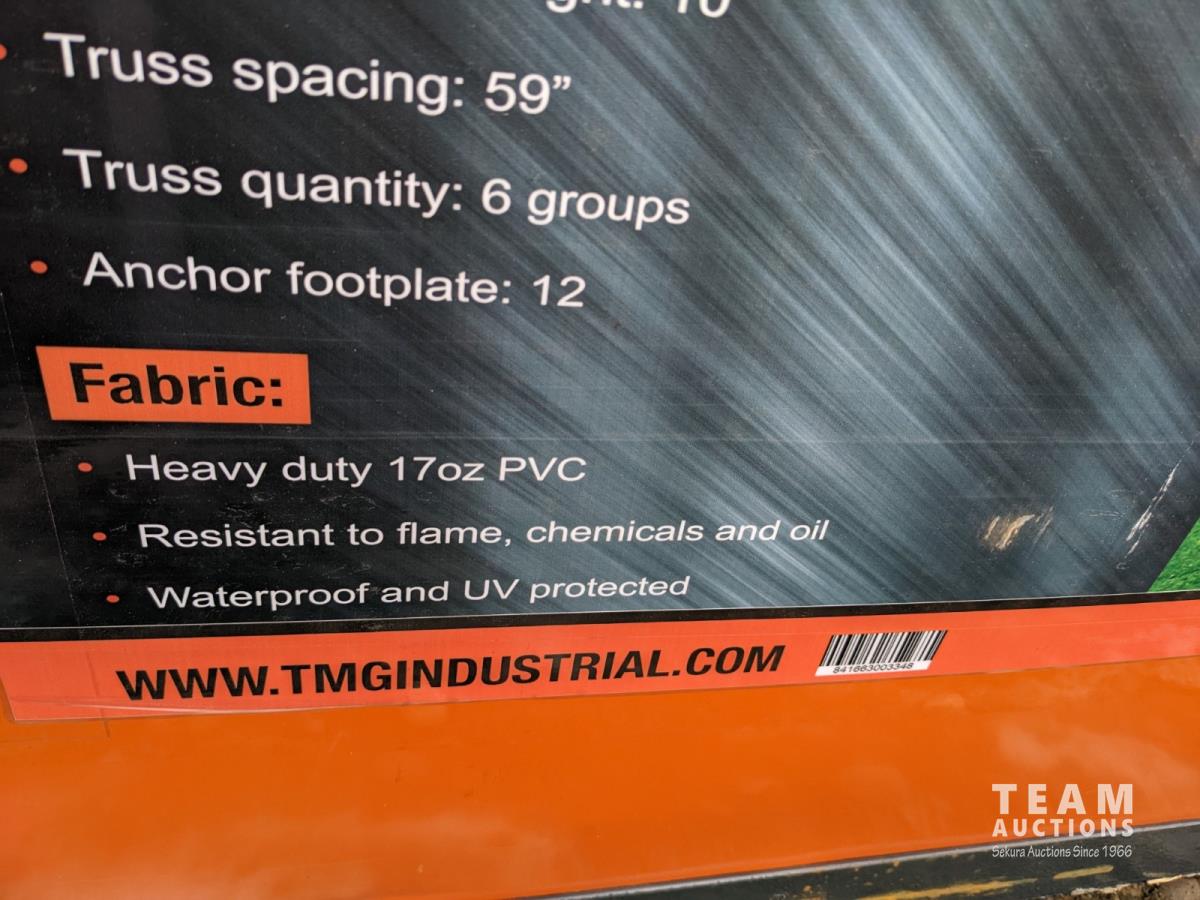 Truss spacing: 59”
Truss quantity: 6 groups
Anchor footplate: 12
Fabric:
Heavy duty 17oz PVC
Resistant to flame, chemicals and oil
Waterproof and UV protected
WWW.TMGINDUSTRIAL.COM
841663003348
TEAM
AUCTIONS
Sekura Auctions Since 1966